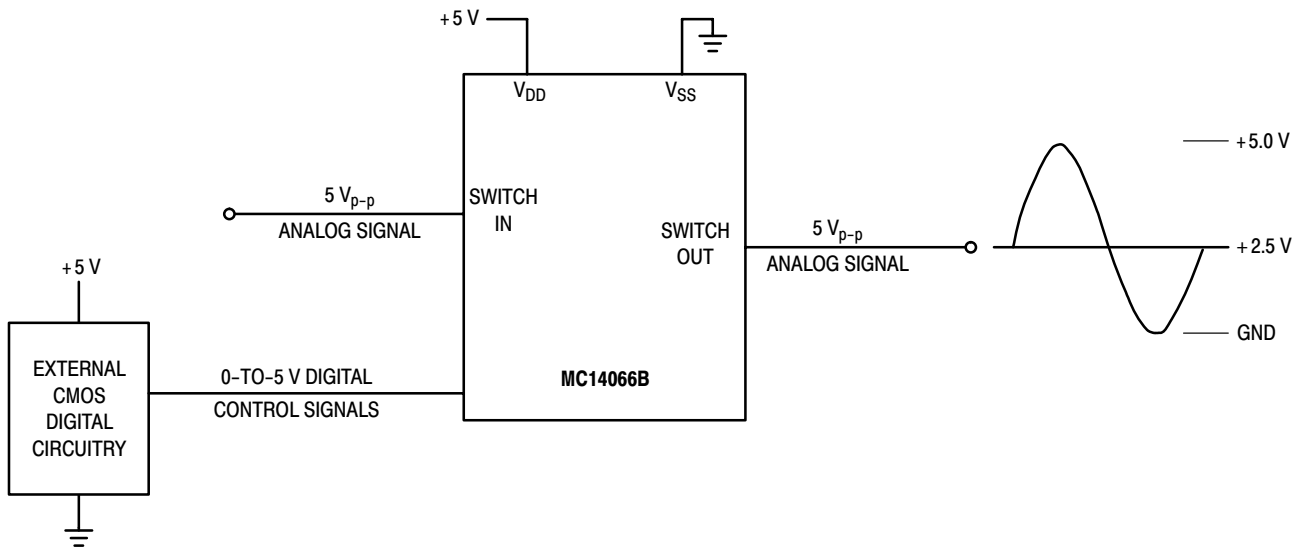 +5 V
VDD
VSS
+5.0 V
5 Vp-p
ANALOG SIGNAL
SWITCH
IN
SWITCH
OUT
5 Vp-p
ANALOG SIGNAL
+2.5 V
GND
+5 V
EXTERNAL
CMOS
DIGITAL
CIRCUITRY
0-TO-5 V DIGITAL
CONTROL SIGNALS
MC14066B